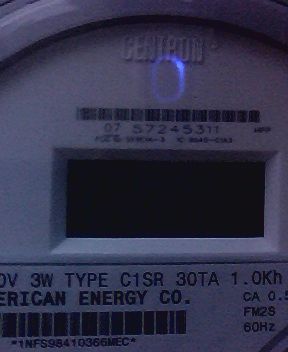 CENTRON
07 57245311
0V 3W TYPE C1SR 30TA 1.0Kh
ERICAN ENERGY CO.
CA 0.5
FM2S
60Hz
*1NFS98410366MEC*